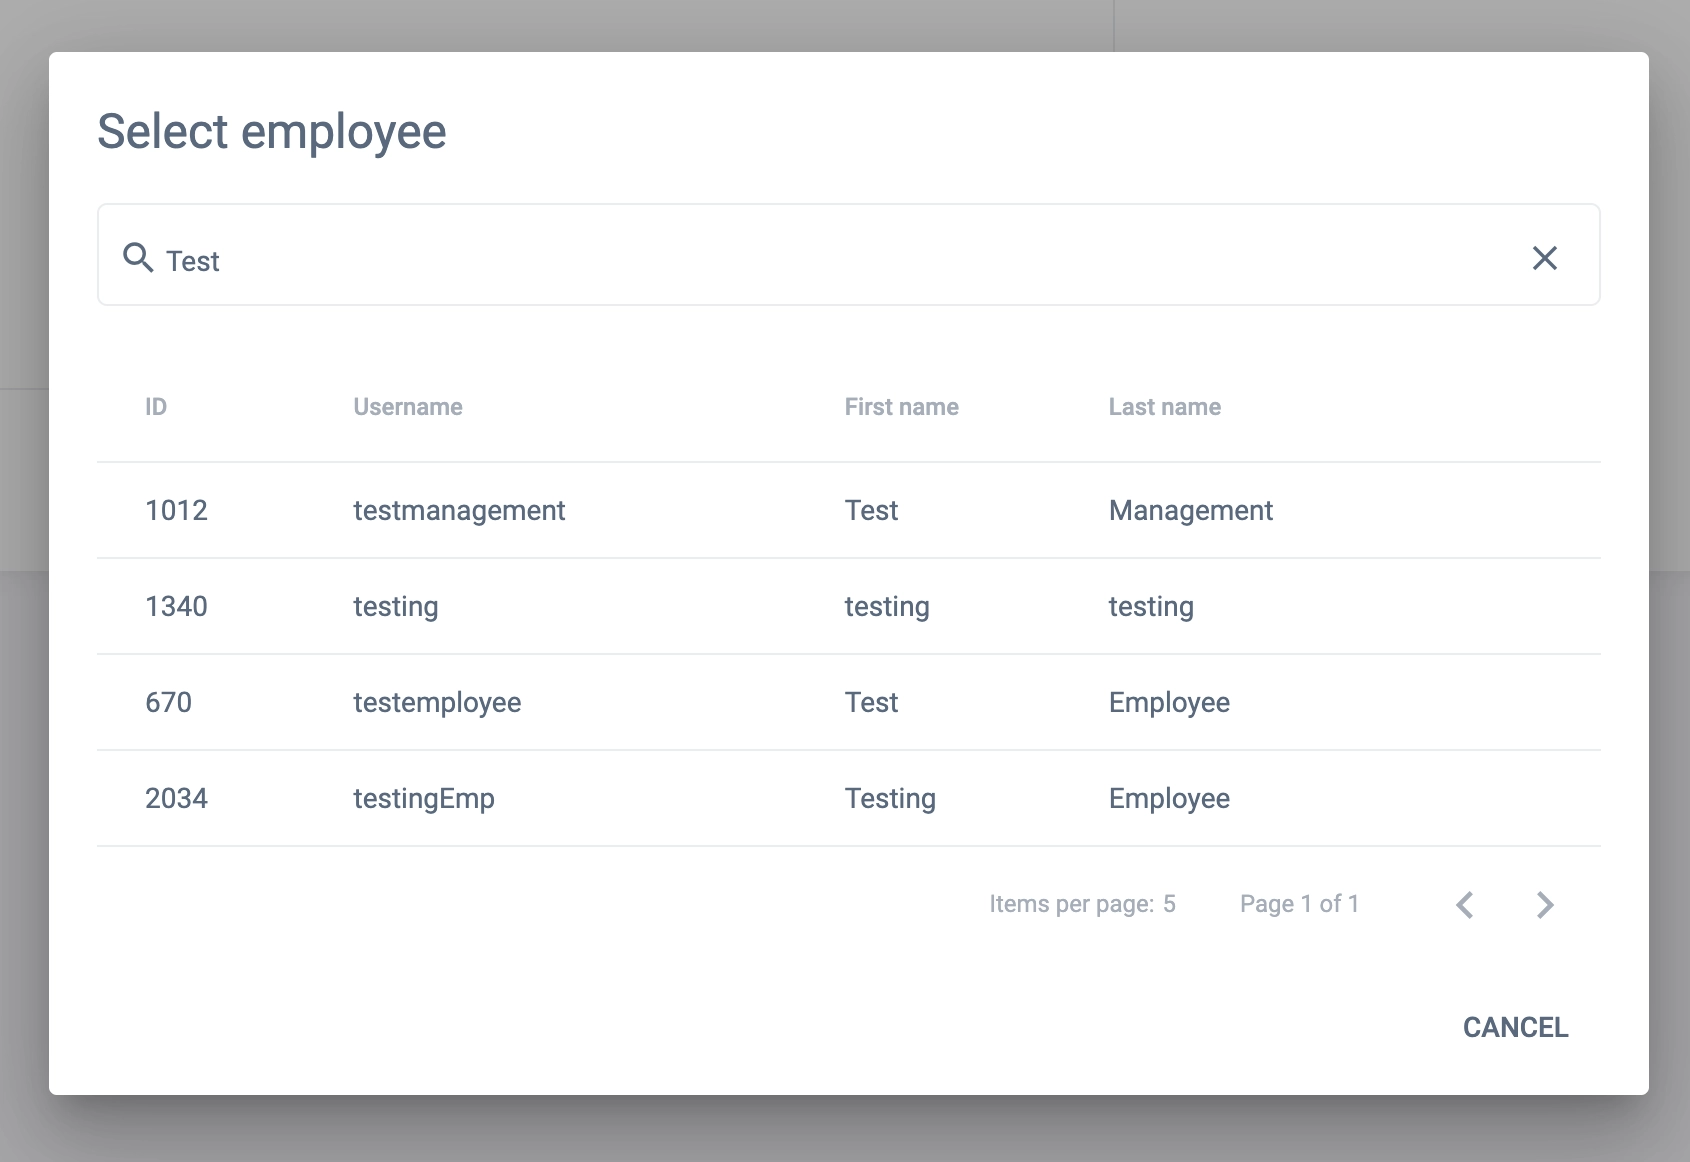 Select employee
Test
ID Username First name Last name
1012 testmanagement Test Management
1340 testing testing testing
670 testemployee Test Employee
2034 testingEmp Testing Employee
Items per page: 5 Page 1 of 1
CANCEL